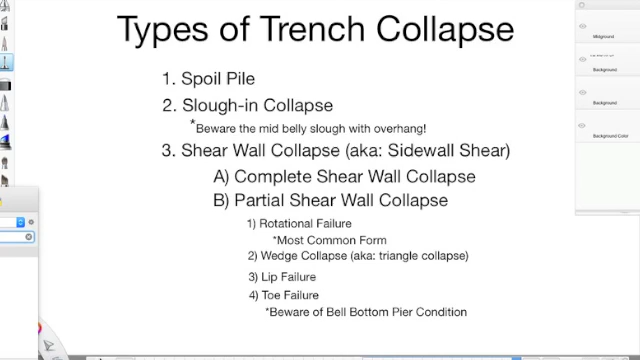 Types of Trench Collapse
1. Spoil Pile
2. Slough-in Collapse
*Beware the mid belly slough with overhang!
3. Shear Wall Collapse (aka: Sidewall Shear)
A) Complete Shear Wall Collapse
B) Partial Shear Wall Collapse
1) Rotational Failure
*Most Common Form
2) Wedge Collapse (aka: triangle collapse)
3) Lip Failure
4) Toe Failure
*Beware of Bell Bottom Pier Condition
Midground
Background
Background
Background Color